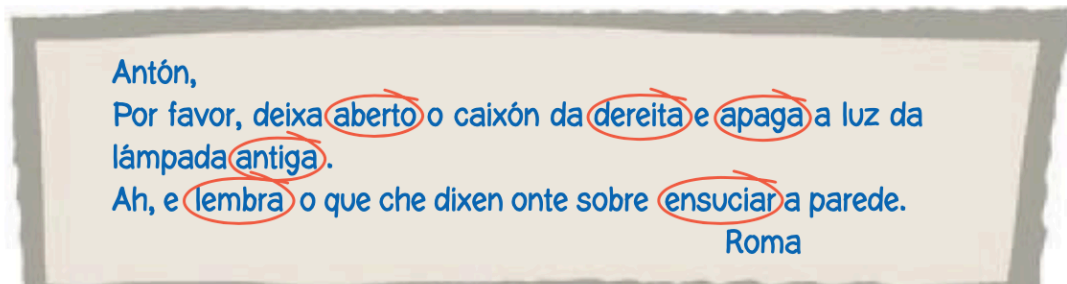 Antón,
Por favor, deixa aberto o caixón da dereita e apaga a luz da
lámpada antiga.
Ah, e lembra o que che dixen onte sobre ensuciar a parede.
Roma